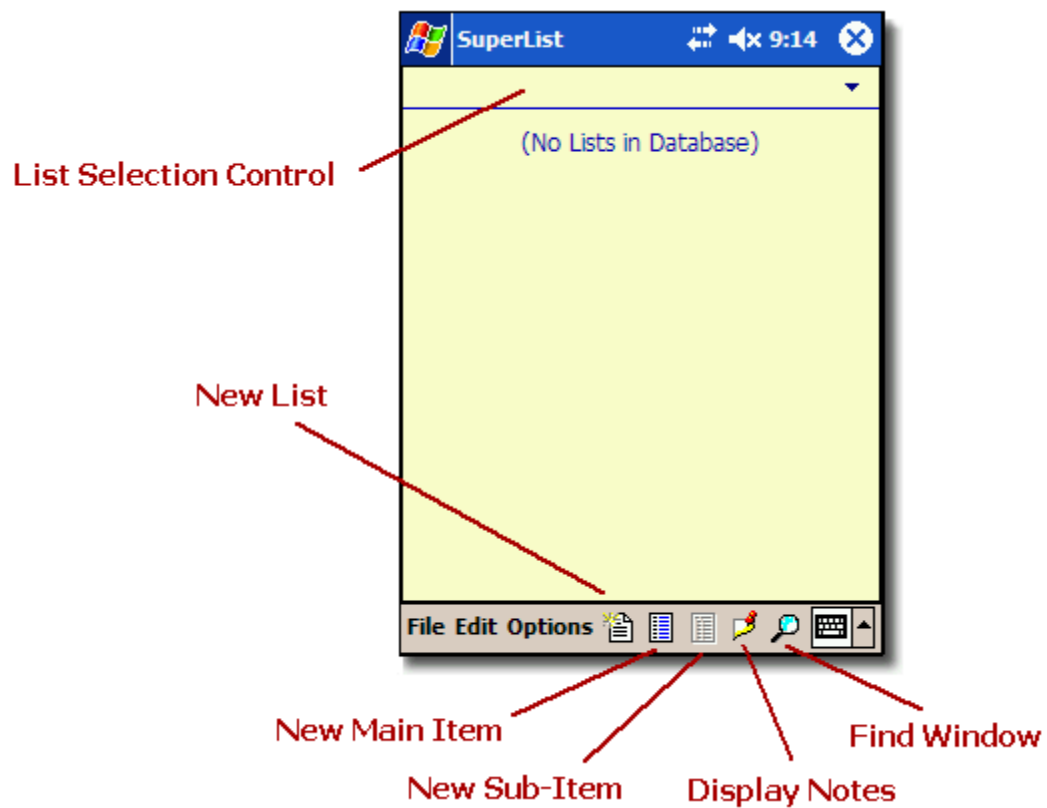 SuperList 9:14
(No Lists in Database)
List Selection Control
New List
File Edit Options
New Main Item
Find Window
New Sub-Item
Display Notes